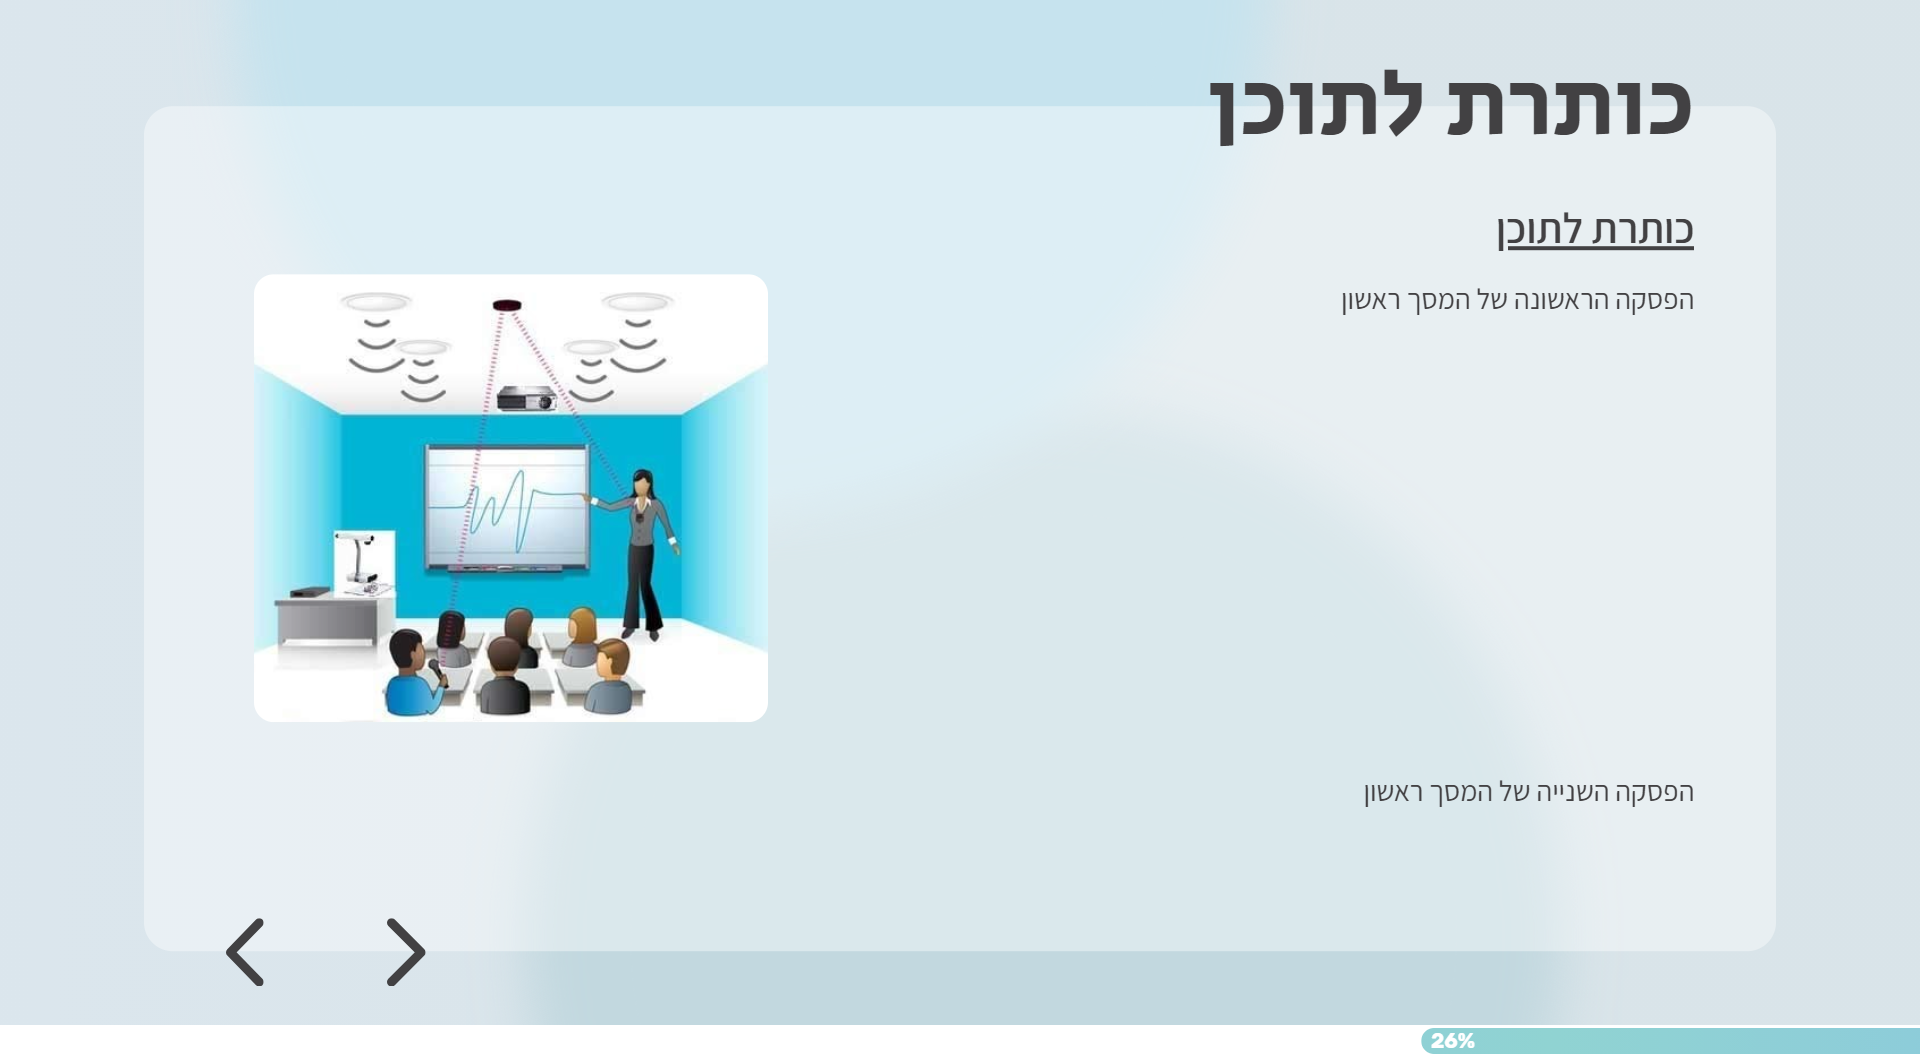 כותרת לתוכן
כותרת לתוכן
הפסקה הראשונה של המסך ראשון
הפסקה השנייה של המסך ראשון
26%